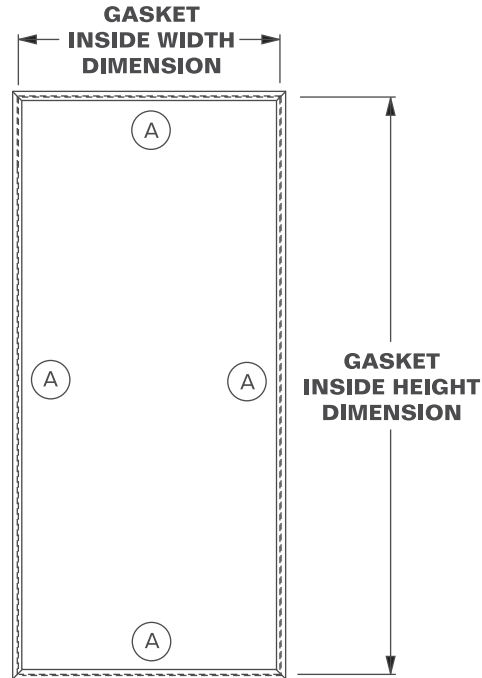 GASKET
INSIDE WIDTH
DIMENSION
A
A
A
GASKET
INSIDE HEIGHT
DIMENSION
A